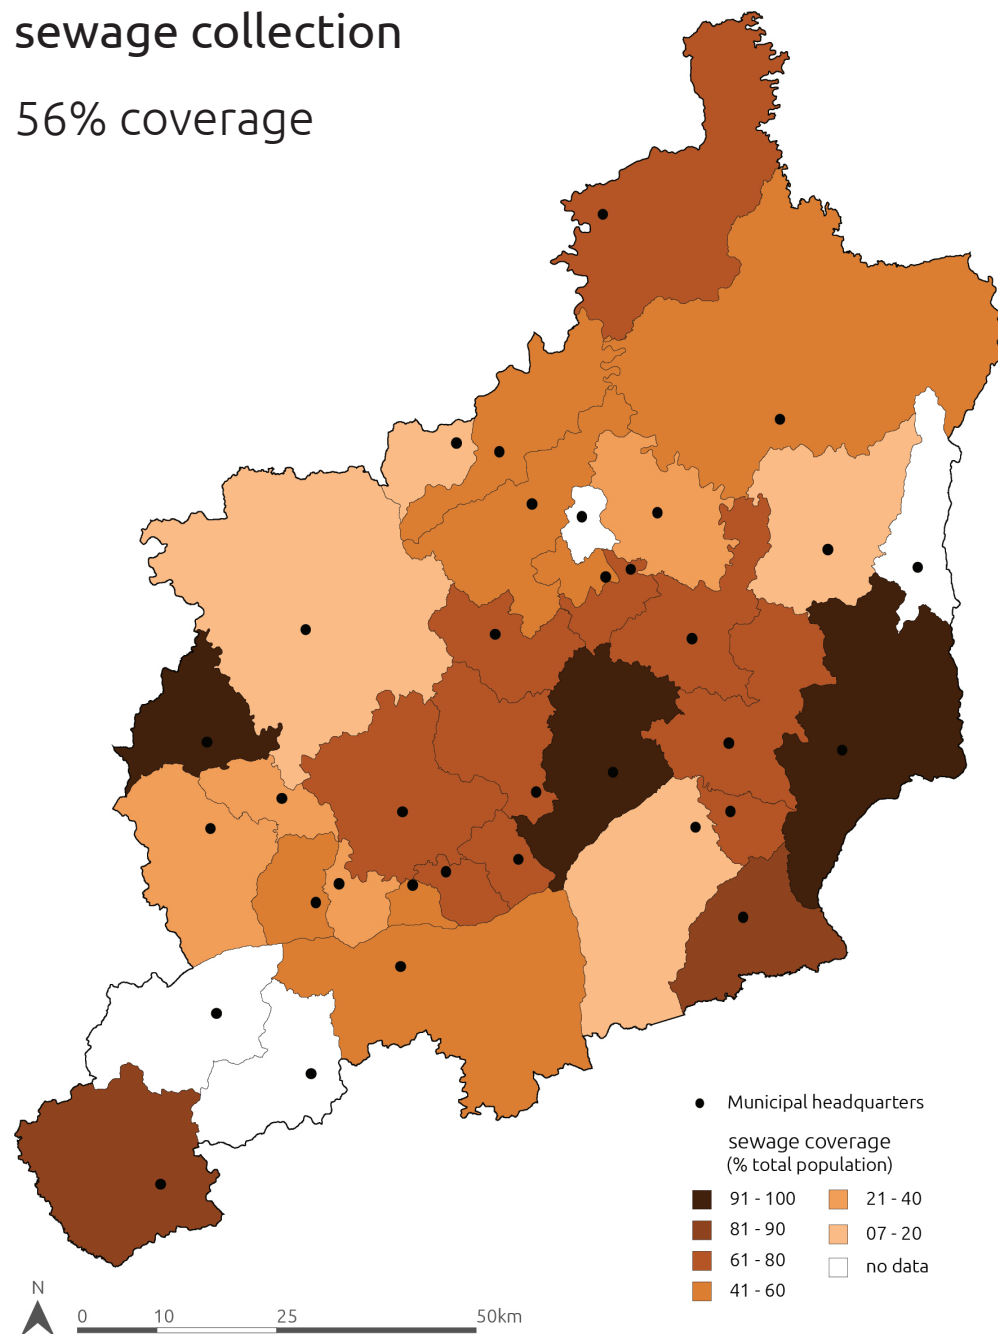 sewage collection
56% coverage
Municipal headquarters
sewage coverage
(% total population)
91 - 100
81 - 90
61 - 80
41 - 60
21 - 40
07 - 20
no data
N
0 10 25 50km